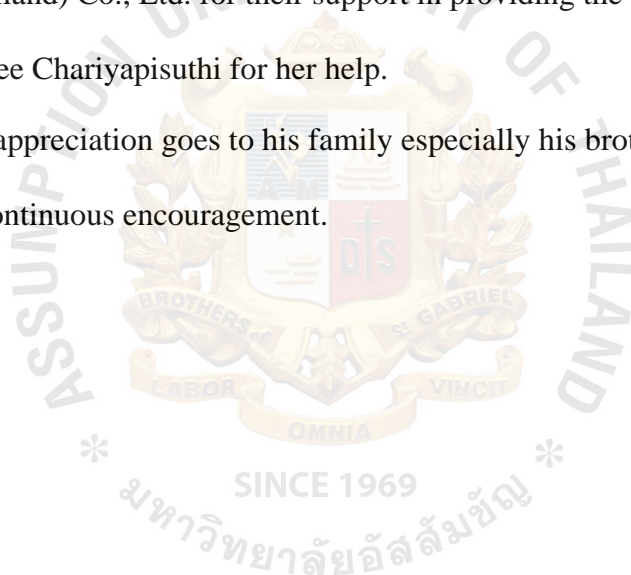 land) Co., Ltd. for their support in providing the
ee Chariyapisuthi for her help.
appreciation goes to his family especially his brot
ontinuous encouragement.
ASSUMPTION UNIVERSITY OF THAILAND
A M
D S
BROTHERS of St GABRIEL
LABOR VINCIT
OMNIA
SINCE 1969
มหาวิทยาลัยอัสสัมชัญ